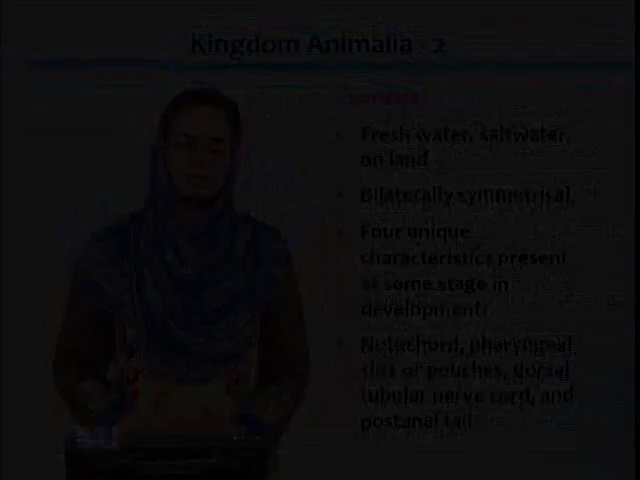 Kingdom Animalia - 2
Fresh water, saltwater,
on land
Bilaterally symmetrical
Four unique
characteristics present
at some stage in
development:
Notochord, pharyngeal
slits or pouches, dorsal
tubular nerve cord, and
postanal tail